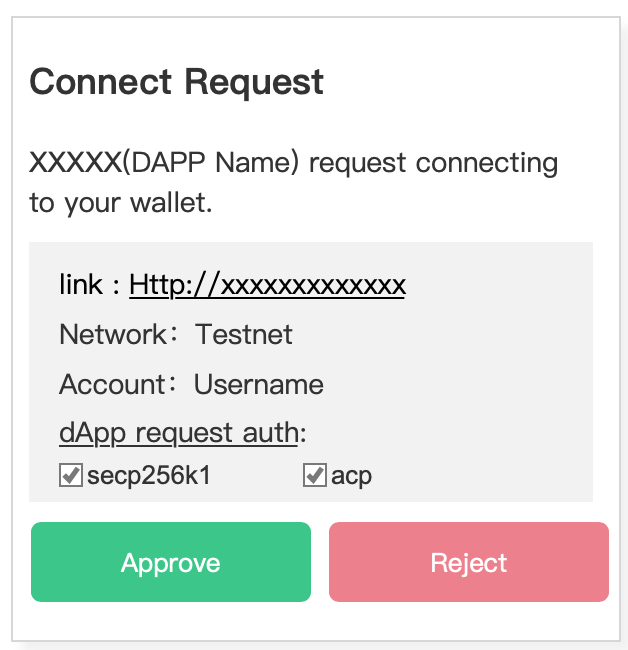 Connect Request
XXXXX(DAPP Name) request connecting
to your wallet.
link : Http://xxxxxxxxxxxxx
Network：Testnet
Account：Username
dApp request auth:
secp256k1 acp
Approve Reject